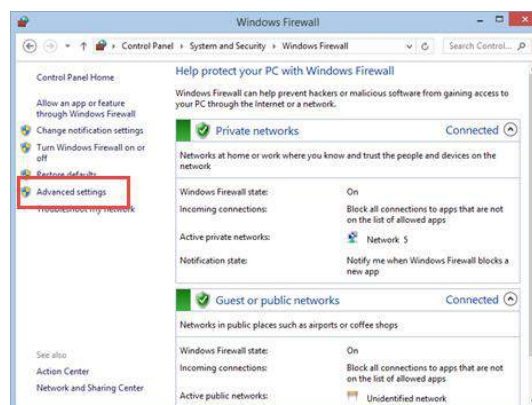 Windows Firewall
Control Panel › System and Security › Windows Firewall
Search Control...
Control Panel Home
Allow an app or feature
through Windows Firewall
Change notification settings
Turn Windows Firewall on or
off
Restore defaults
Advanced settings
Troubleshoot my network
See also
Action Center
Network and Sharing Center
Help protect your PC with Windows Firewall
Windows Firewall can help prevent hackers or malicious software from gaining access to
your PC through the Internet or a network.
Private networks Connected
Networks at home or work where you know and trust the people and devices on the
network
Windows Firewall state: On
Incoming connections: Block all connections to apps that are not
on the list of allowed apps
Active private networks: Network 5
Notification state: Notify me when Windows Firewall blocks a
new app
Guest or public networks Connected
Networks in public places such as airports or coffee shops
Windows Firewall state: On
Incoming connections: Block all connections to apps that are not
on the list of allowed apps
Active public networks: Unidentified network